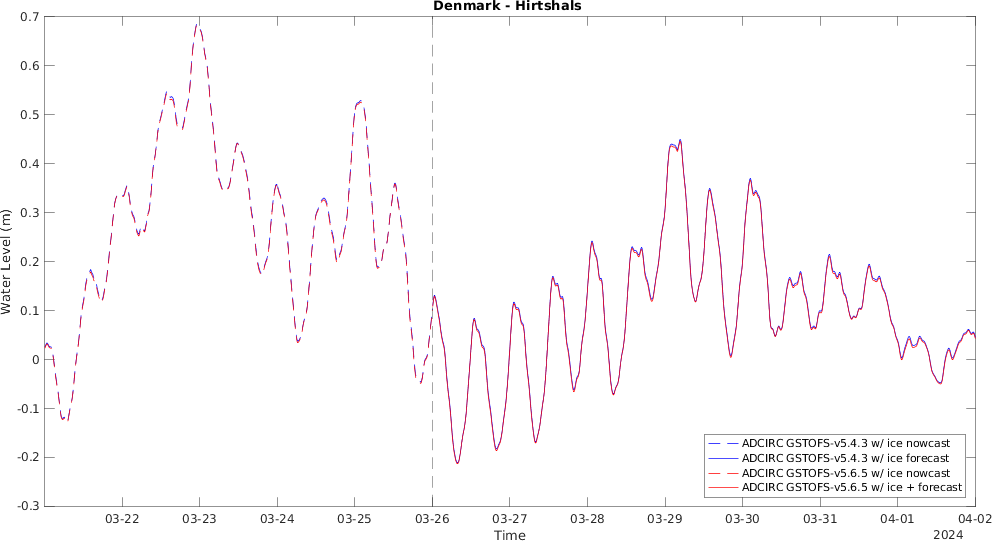 Denmark - Hirtshals
0.7
0.6
0.5
0.4
0.3
0.2
0.1
0
-0.1
-0.2
-0.3
Water Level (m)
ADCIRC GSTOFS-v5.4.3 w/ ice nowcast
ADCIRC GSTOFS-v5.4.3 w/ ice forecast
ADCIRC GSTOFS-v5.6.5 w/ ice nowcast
ADCIRC GSTOFS-v5.6.5 w/ ice + forecast
03-22 03-23 03-24 03-25 03-26 03-27 03-28 03-29 03-30 03-31 04-01 04-02
Time 2024